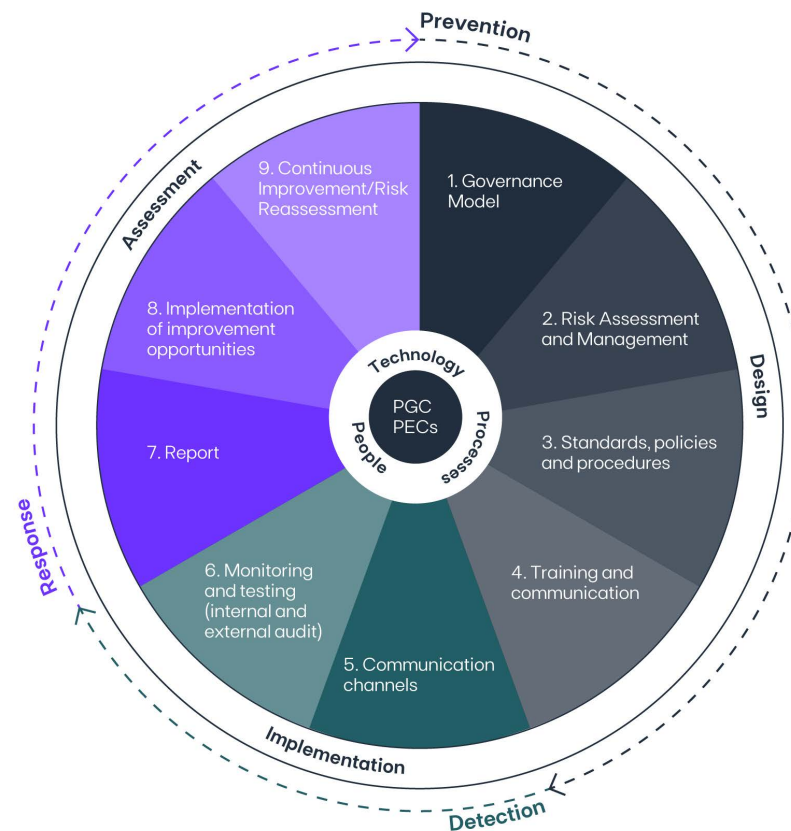 Prevention
Assessment
9. Continuous
Improvement/Risk
Reassessment
1. Governance
Model
8. Implementation
of improvement
opportunities
2. Risk Assessment
and Management
Design
Technology
PGC
PECs
People
Processes
7. Report
3. Standards, policies
and procedures
Response
6. Monitoring
and testing
(internal and
external audit)
4. Training and
communication
5. Communication
channels
Implementation
Detection